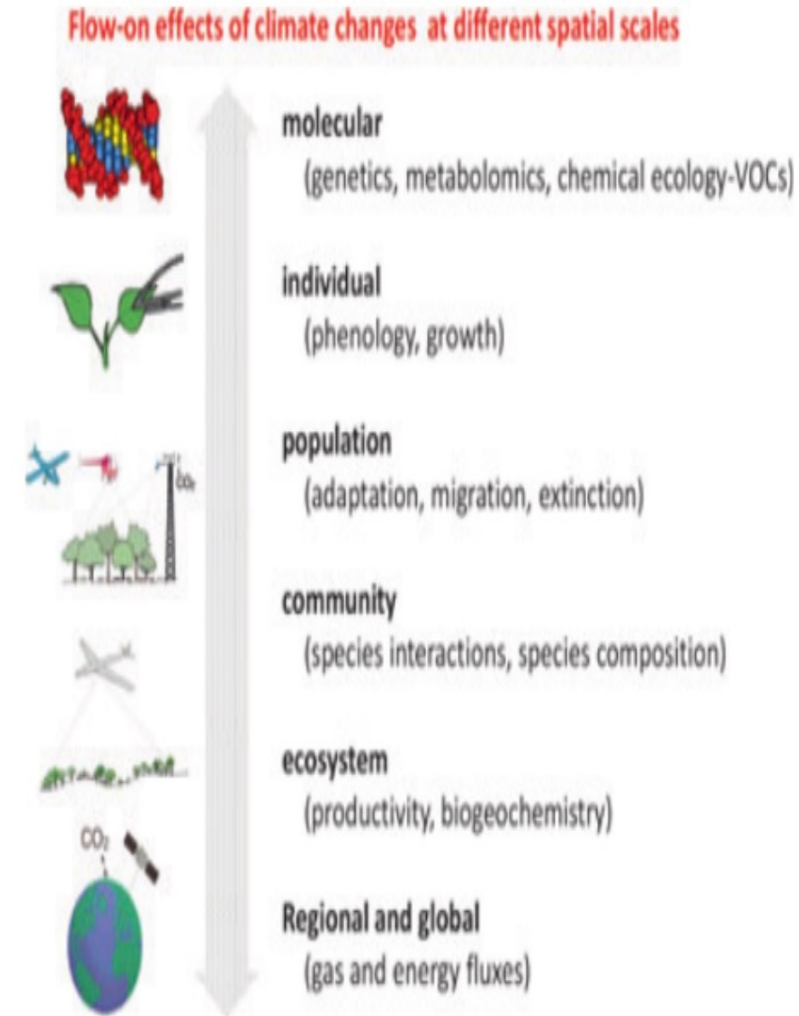 Flow-on effects of climate changes at different spatial scales
molecular
(genetics, metabolomics, chemical ecology-VOCs)
individual
(phenology, growth)
population
(adaptation, migration, extinction)
CO₂
community
(species interactions, species composition)
ecosystem
(productivity, biogeochemistry)
CO₂
Regional and global
(gas and energy fluxes)